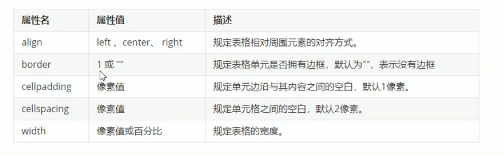 属性名 属性值 描述
align left 、center、 right 规定表格相对周围元素的对齐方式。
border 1 或 "" 规定表格单元是否拥有边框，默认为""，表示没有边框
cellpadding 像素值 规定单元边沿与其内容之间的空白，默认1像素。
cellspacing 像素值 规定单元格之间的空白，默认2像素。
width 像素值或百分比 规定表格的宽度。